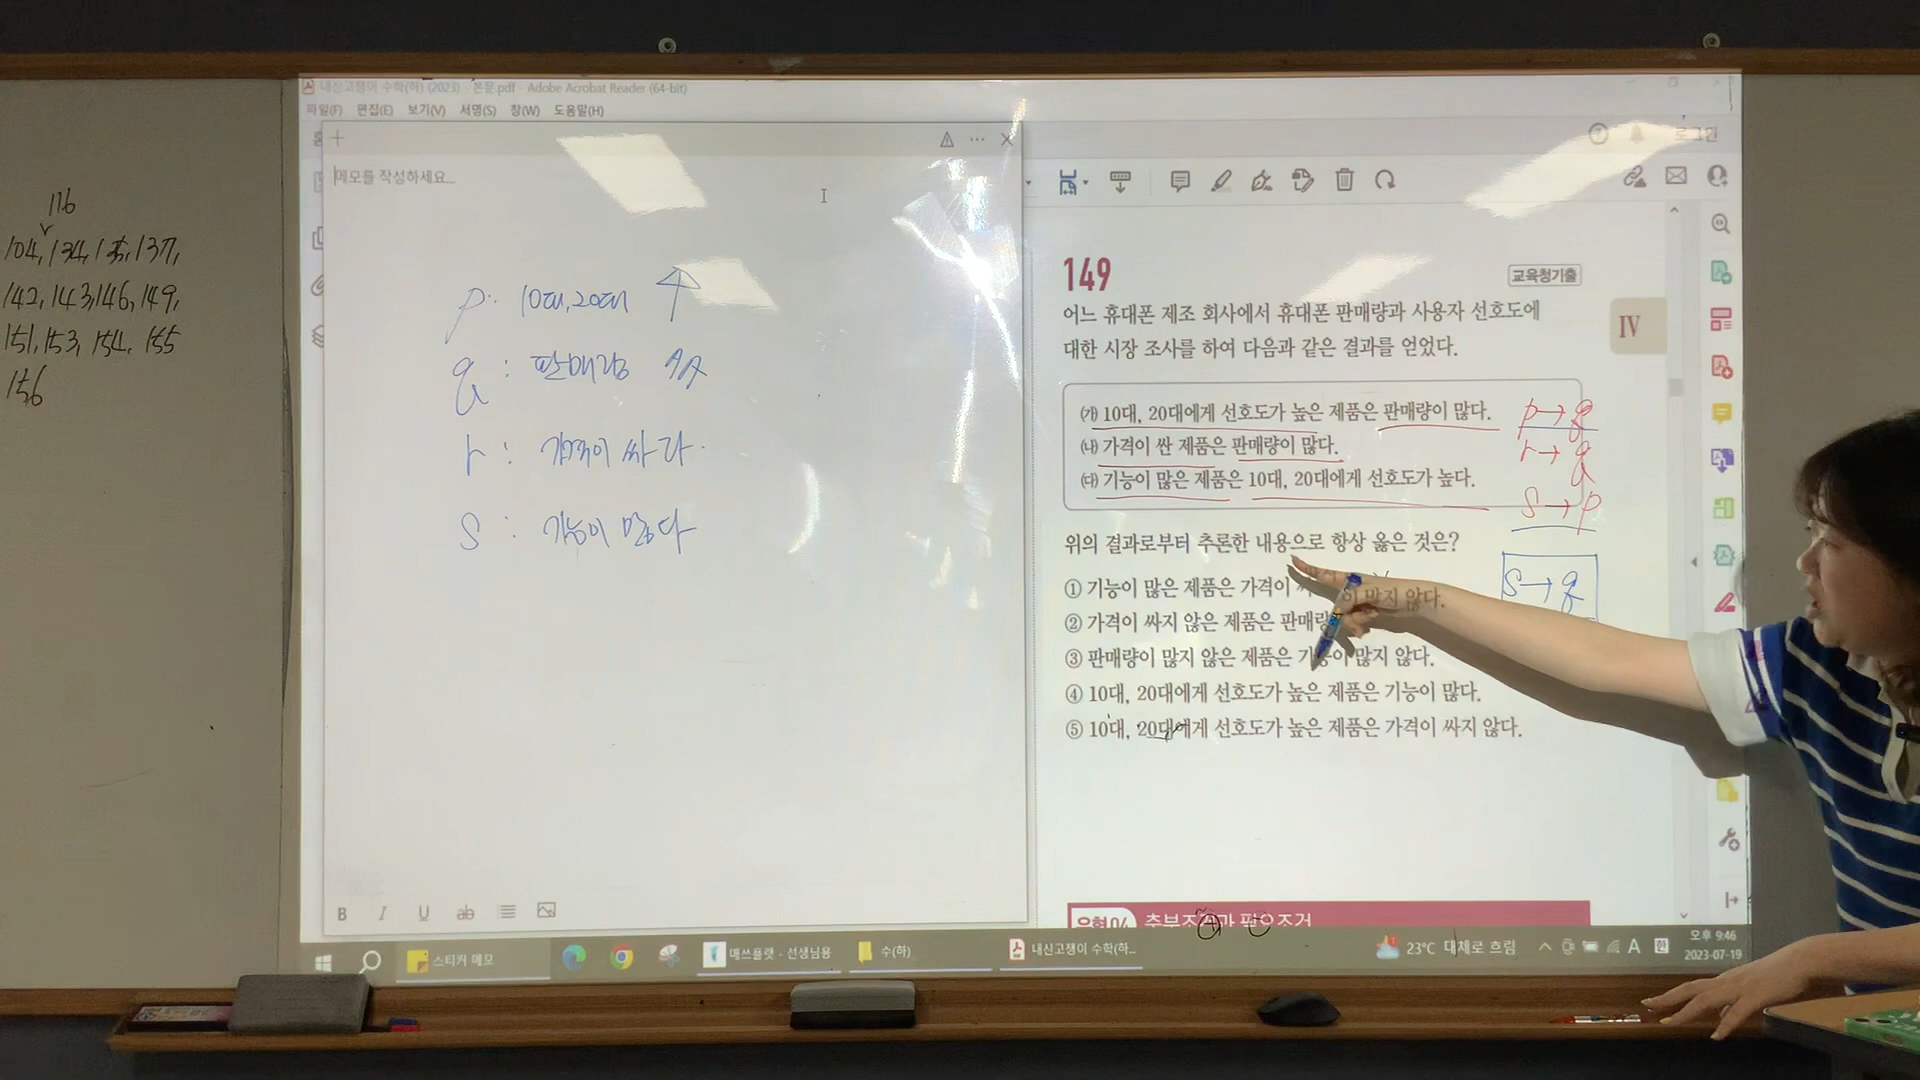 176
104, 134, 135, 137,
142, 143, 146, 149,
151, 153, 154, 155
156
내신고쟁이 수학(하) (2023) - 본문.pdf - Adobe Acrobat Reader (64-bit)
파일(F) 편집(E) 보기(V) 서명(S) 창(W) 도움말(H)
메모를 작성하세요...
p : 10대, 20대 ↑
q : 판매량 多
r : 가격이 싸다.
s : 기능이 많다
로그인
149
교육청기출
어느 휴대폰 제조 회사에서 휴대폰 판매량과 사용자 선호도에
대한 시장 조사를 하여 다음과 같은 결과를 얻었다.
IV
㈎ 10대, 20대에게 선호도가 높은 제품은 판매량이 많다. p→q
㈏ 가격이 싼 제품은 판매량이 많다. r→q
㈐ 기능이 많은 제품은 10대, 20대에게 선호도가 높다. s→p
위의 결과로부터 추론한 내용으로 항상 옳은 것은?
s→q
① 기능이 많은 제품은 가격이
② 가격이 싸지 않은 제품은 판매량이 많지 않다.
③ 판매량이 많지 않은 제품은 기능이 많지 않다.
④ 10대, 20대에게 선호도가 높은 제품은 기능이 많다.
⑤ 10대, 20대에게 선호도가 높은 제품은 가격이 싸지 않다.
유형 04 충분조건과 필요조건
B I U ab
스티커 메모
매쓰플랫 - 선생님용
수(하)
내신고쟁이 수학(하...
23°C 대체로 흐림
A 한
오후 9:46
2023-07-19